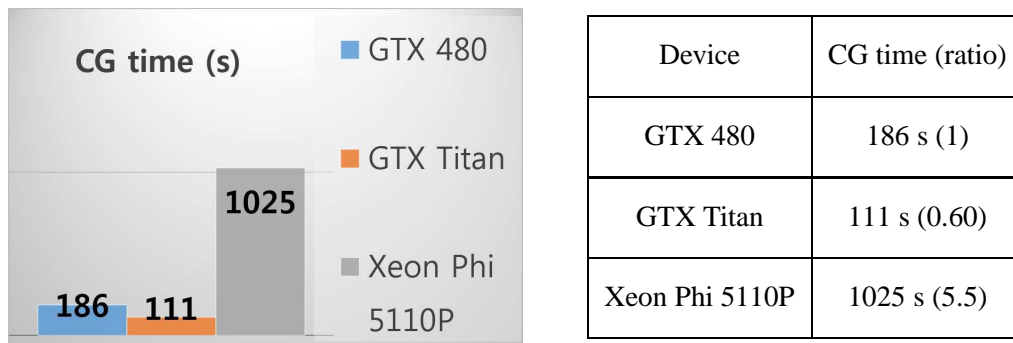 CG time (s)
GTX 480
GTX Titan
Xeon Phi
5110P
186
111
1025
Device CG time (ratio)
GTX 480 186 s (1)
GTX Titan 111 s (0.60)
Xeon Phi 5110P 1025 s (5.5)